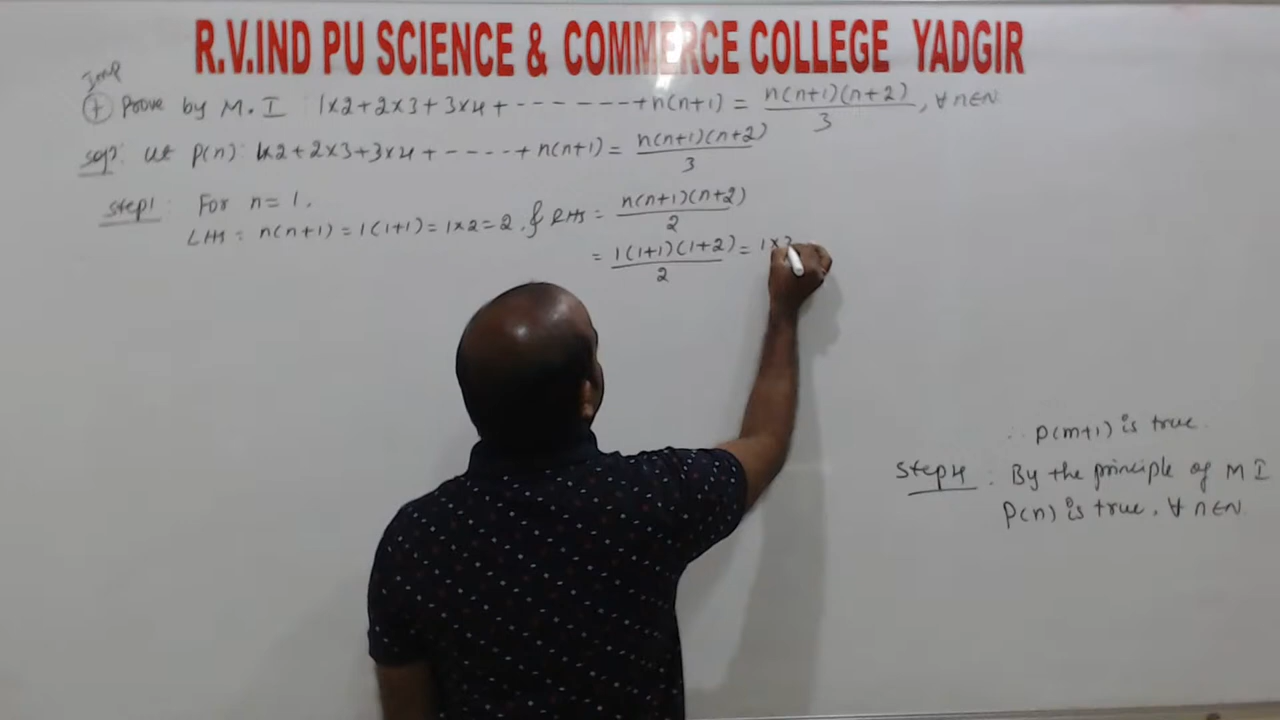 R.V.IND PU SCIENCE & COMMERCE COLLEGE YADGIR
Imp
+ Prove by M.I 1×2+2×3+3×4+------+n(n+1) = n(n+1)(n+2)/3, ∀ n∈N
Soln: Let P(n): 1×2+2×3+3×4+----+n(n+1) = n(n+1)(n+2)/3
Step1: For n=1.
LHS = n(n+1) = 1(1+1) = 1×2 = 2. & RHS = n(n+1)(n+2)/2
= 1(1+1)(1+2)/2 = 1×2
∴ P(m+1) is true.
Step4: By the principle of M I
P(n) is true, ∀ n∈N